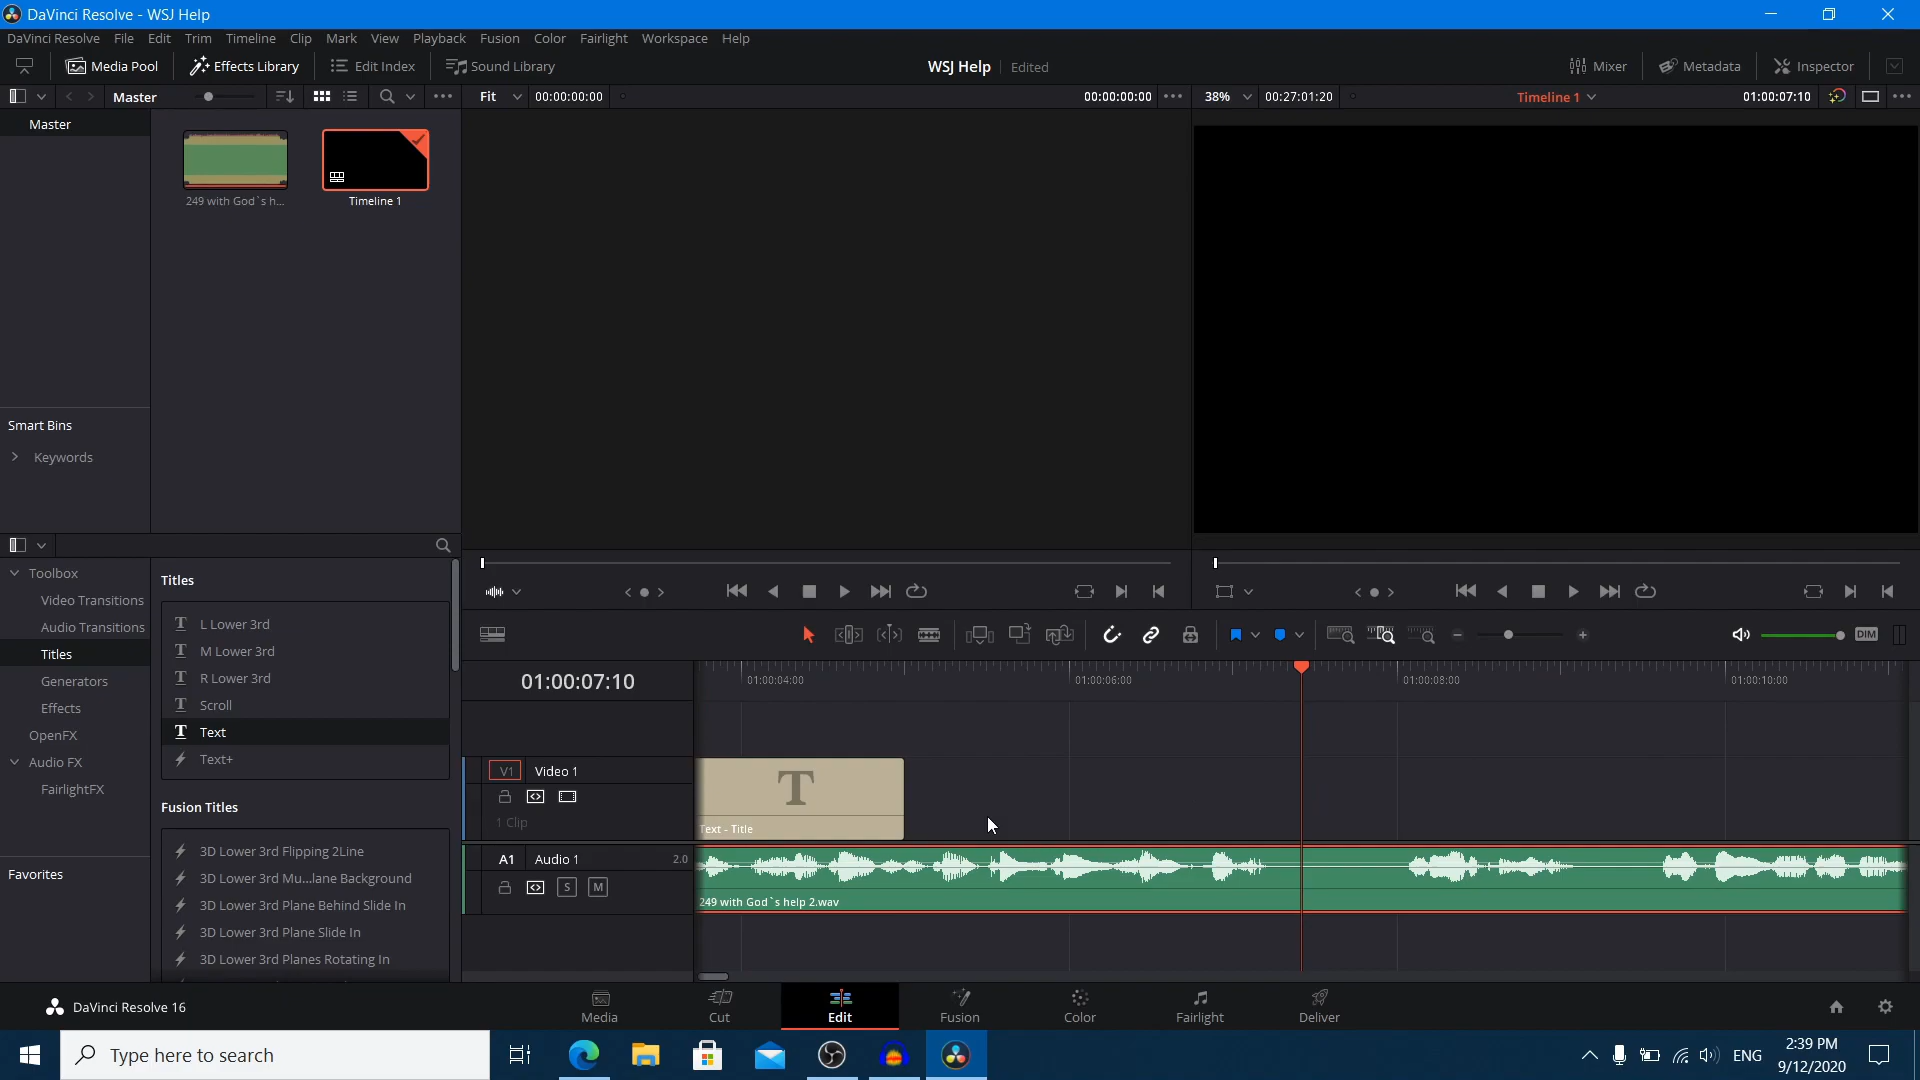 DaVinci Resolve - WSJ Help
DaVinci Resolve File Edit Trim Timeline Clip Mark View Playback Fusion Color Fairlight Workspace Help
Media Pool Effects Library Edit Index Sound Library WSJ Help Edited Mixer Metadata Inspector
Master Fit 00:00:00:00 00:00:00:00 38% 00:27:01:20 Timeline 1 01:00:07:10
Master
249 with God`s h... Timeline 1
Smart Bins
Keywords
Toolbox
Video Transitions
Audio Transitions
Titles
Generators
Effects
OpenFX
Audio FX
FairlightFX
Favorites
Titles
L Lower 3rd
M Lower 3rd
R Lower 3rd
Scroll
Text
Text+
Fusion Titles
3D Lower 3rd Flipping 2Line
3D Lower 3rd Mu...lane Background
3D Lower 3rd Plane Behind Slide In
3D Lower 3rd Plane Slide In
3D Lower 3rd Planes Rotating In
DIM
01:00:07:10 01:00:04:00 01:00:06:00 01:00:08:00 01:00:10:00
V1 Video 1
1 Clip
T
Text - Title
A1 Audio 1 2.0
S M
249 with God`s help 2.wav
DaVinci Resolve 16 Media Cut Edit Fusion Color Fairlight Deliver
Type here to search ENG 2:39 PM
9/12/2020